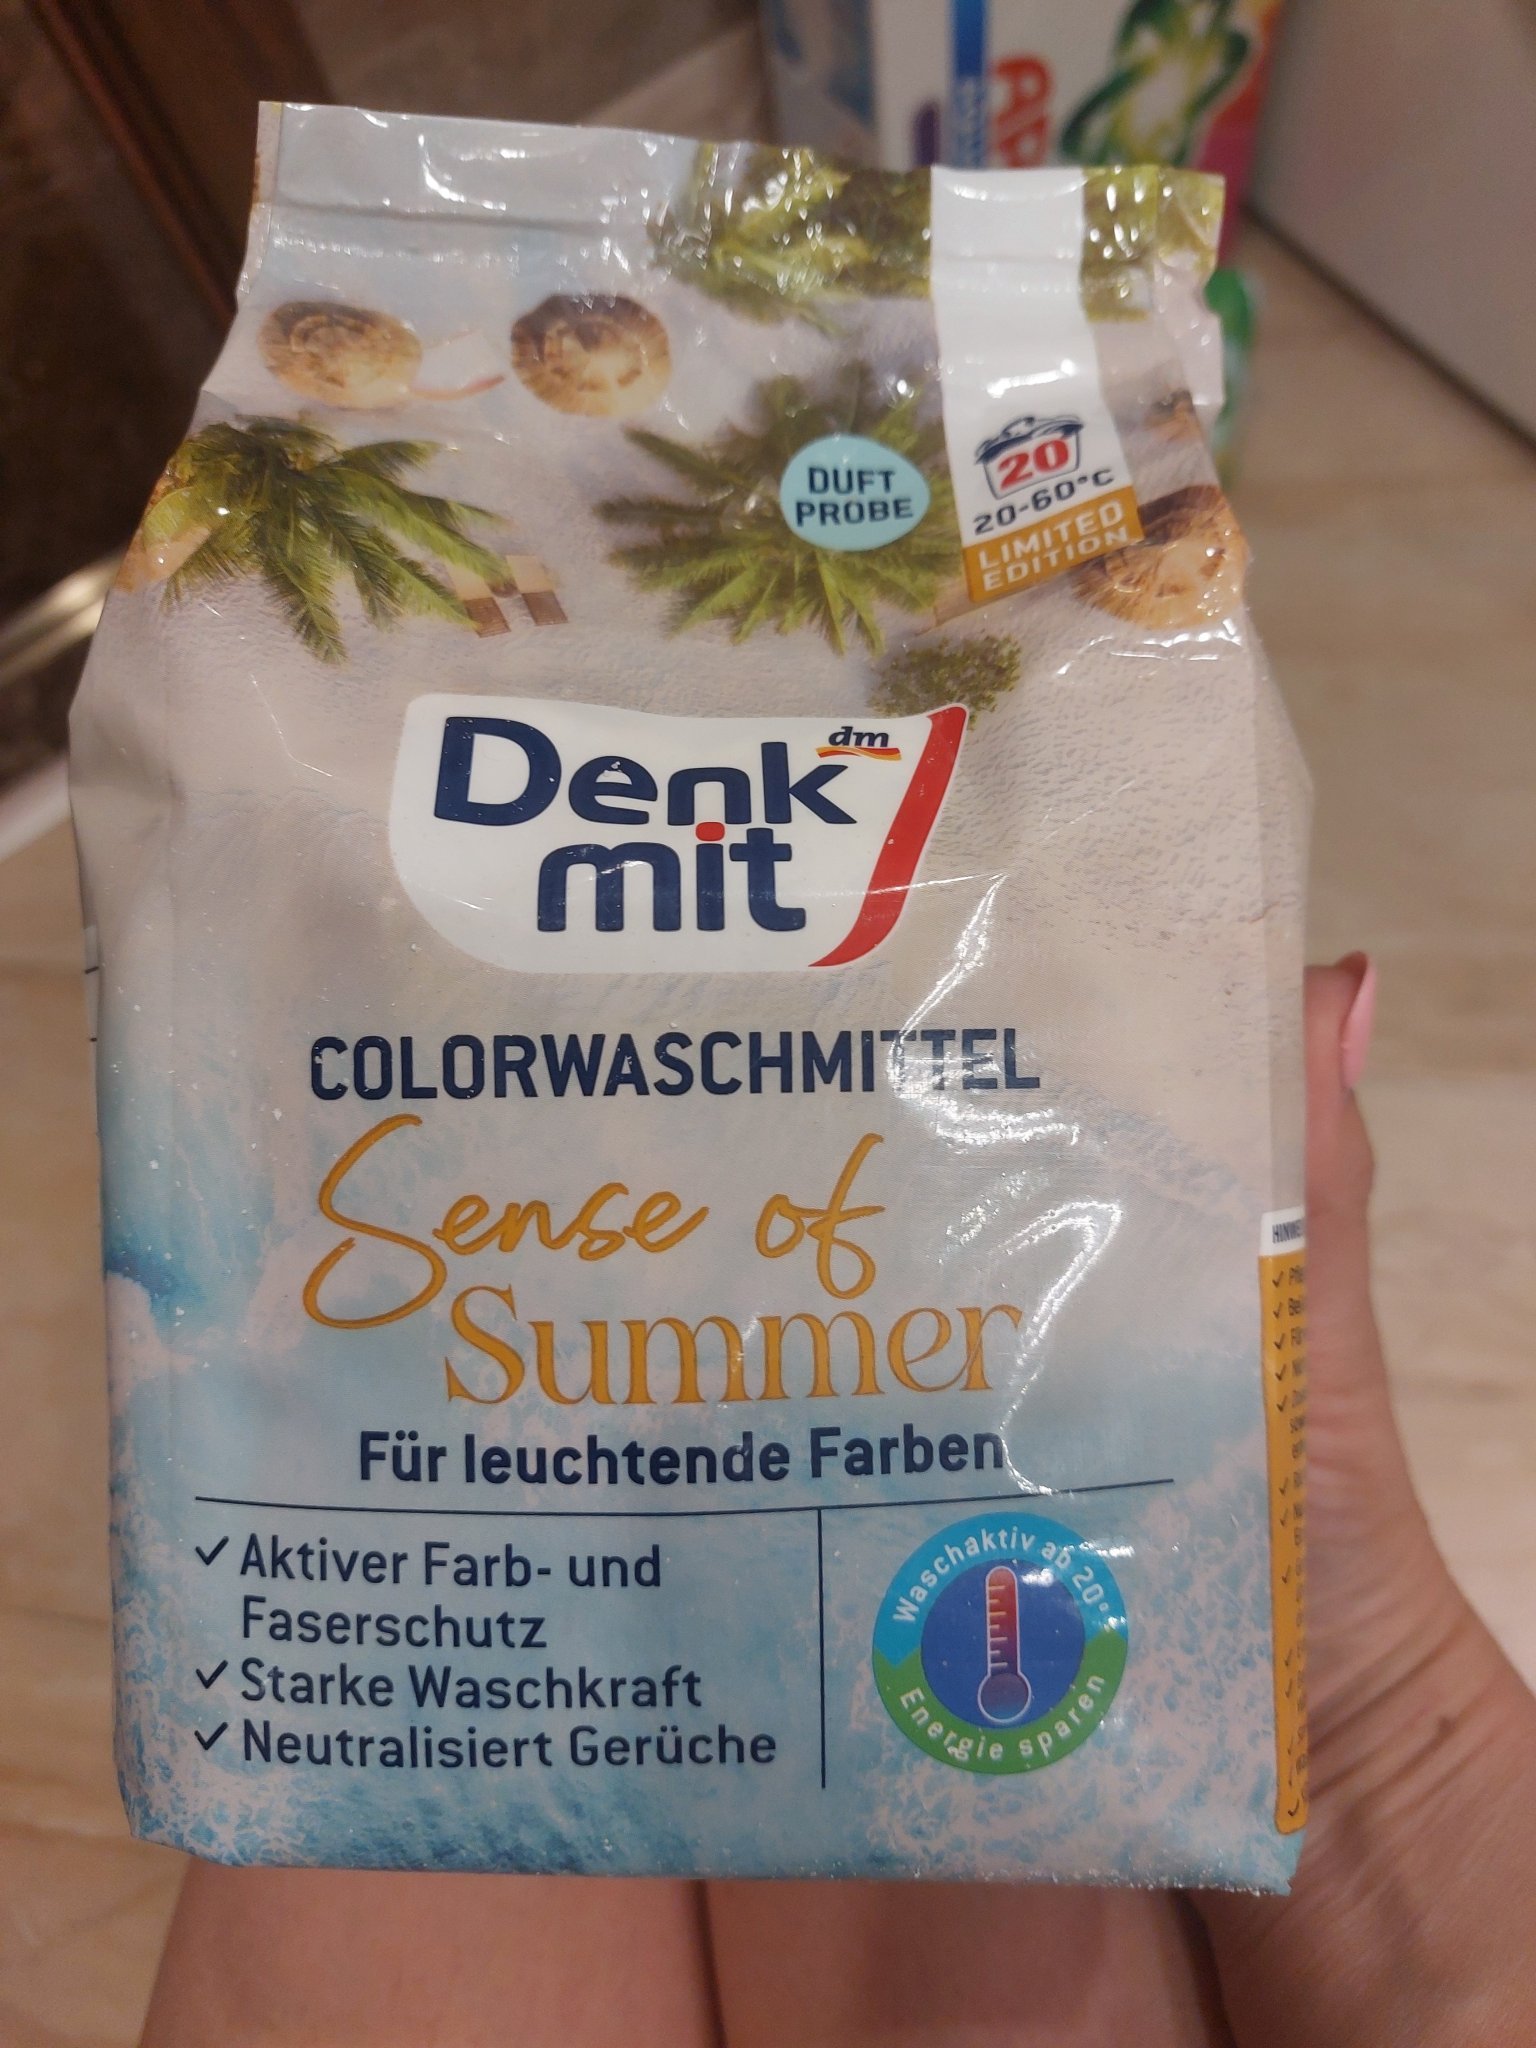 AP
20
20-60°C
LIMITED
EDITION
DUFT
PROBE
dm
Denk
mit
COLORWASCHMITTEL
Sense of
Summer
Für leuchtende Farben
✓ Aktiver Farb- und
Faserschutz
✓ Starke Waschkraft
✓ Neutralisiert Gerüche
Waschaktiv ab 20°C
Energie sparen